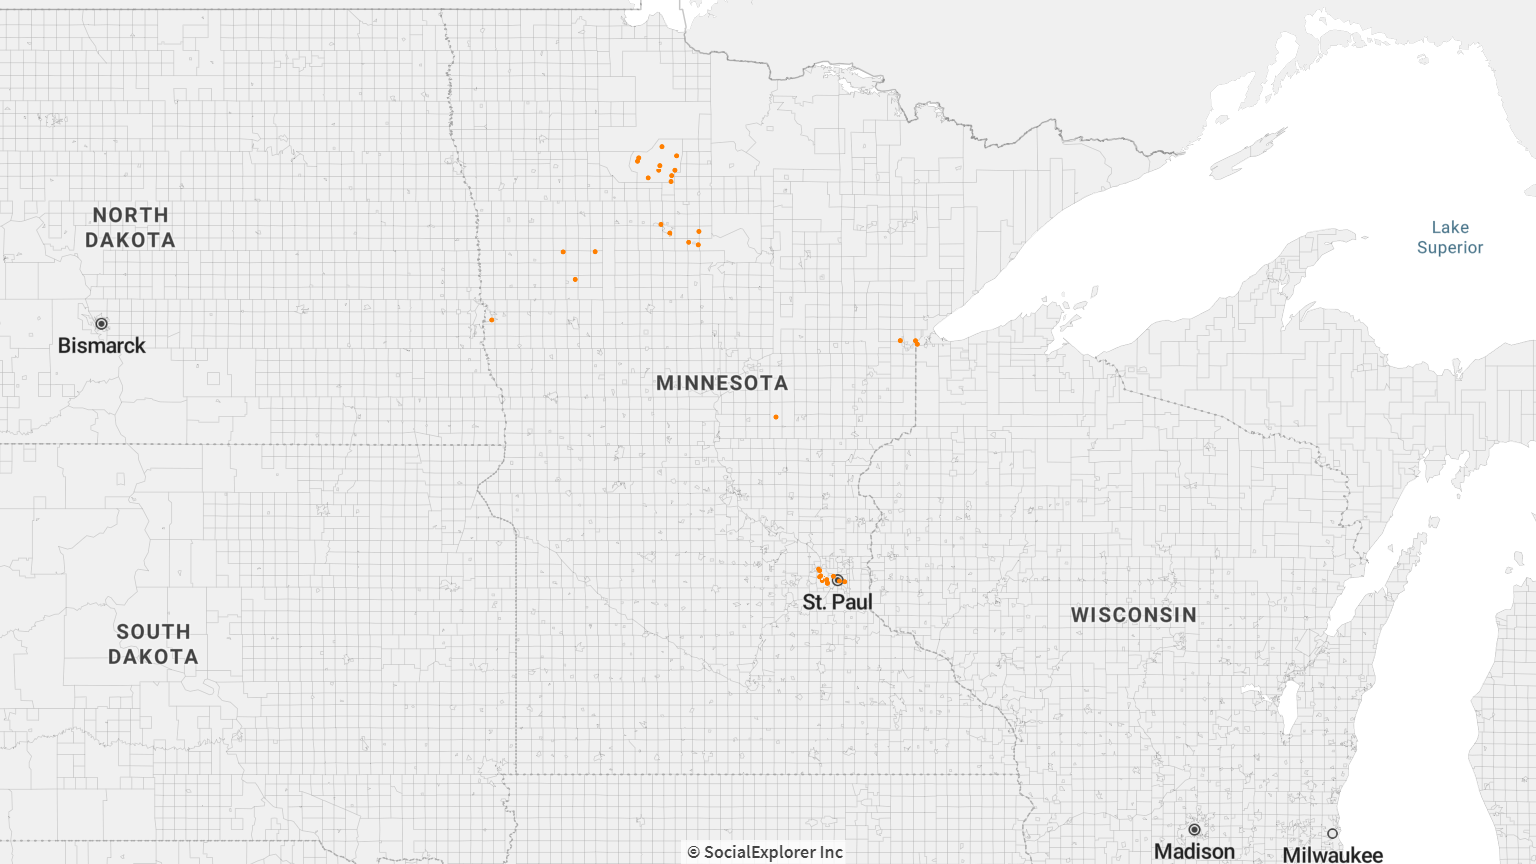 Lake
Superior
NORTH
DAKOTA
Bismarck
MINNESOTA
St. Paul
WISCONSIN
SOUTH
DAKOTA
Madison
Milwaukee
© SocialExplorer Inc